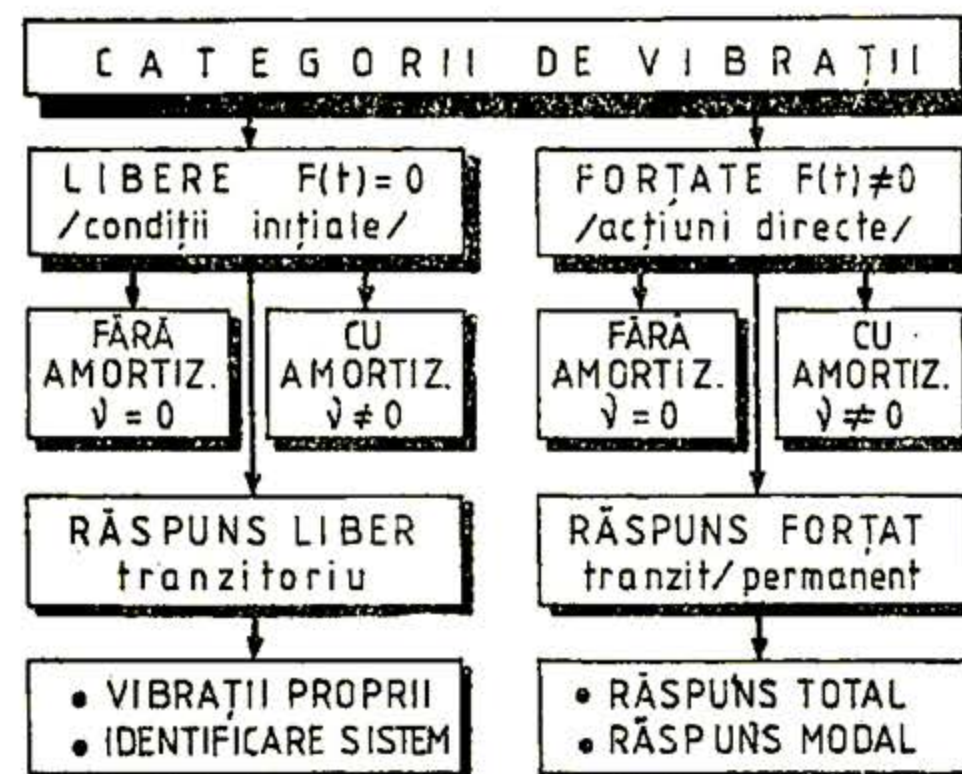 CATEGORII DE VIBRAȚII
LIBERE F(t)=0
/condiții inițiale/
FORȚATE F(t)≠0
/acțiuni directe/
FĂRĂ
AMORTIZ.
ν = 0
CU
AMORTIZ.
ν ≠ 0
FĂRĂ
AMORTIZ.
ν = 0
CU
AMORTIZ.
ν ≠ 0
RĂSPUNS LIBER
tranzitoriu
RĂSPUNS FORȚAT
tranzit/permanent
• VIBRAȚII PROPRII
• IDENTIFICARE SISTEM
• RĂSPUNS TOTAL
• RĂSPUNS MODAL